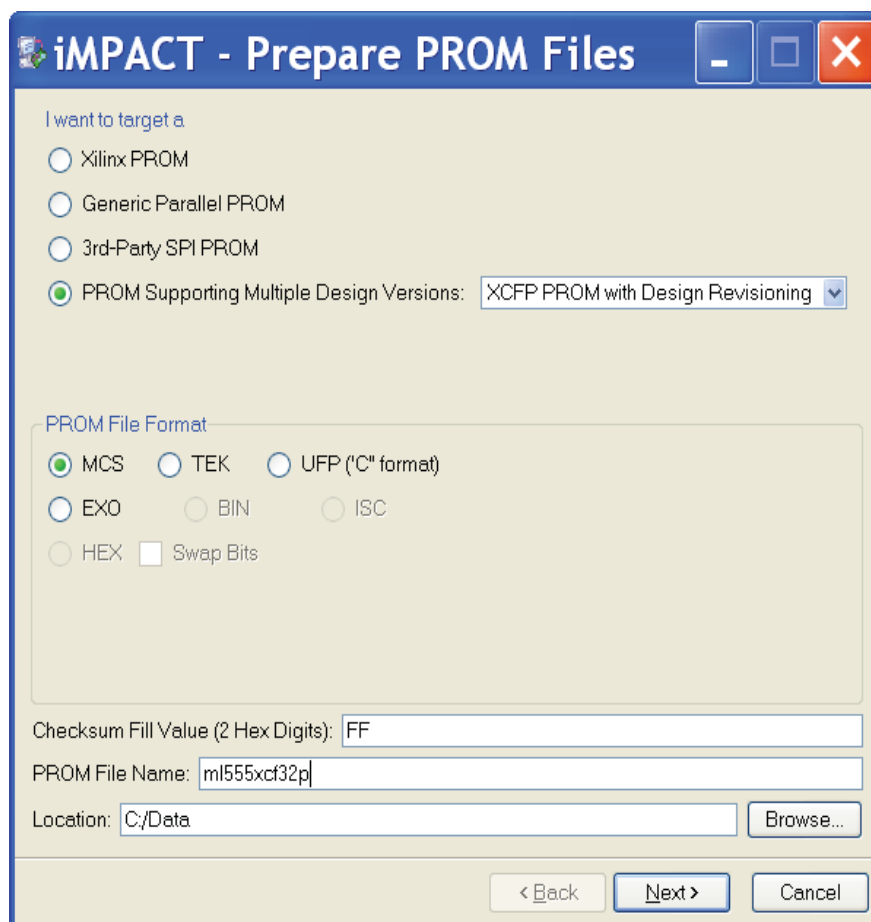 iMPACT - Prepare PROM Files
I want to target a
Xilinx PROM
Generic Parallel PROM
3rd-Party SPI PROM
PROM Supporting Multiple Design Versions: XCFP PROM with Design Revisioning
PROM File Format
MCS TEK UFP ('C" format)
EXO BIN ISC
HEX Swap Bits
Checksum Fill Value (2 Hex Digits): FF
PROM File Name: ml555xcf32p
Location: C:/Data Browse...
< Back Next > Cancel